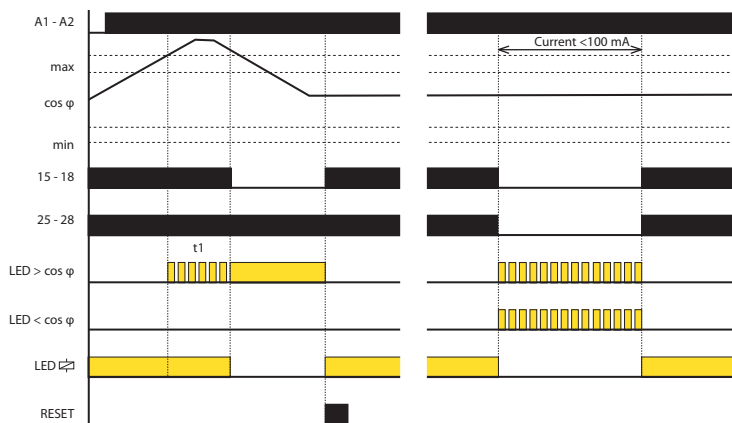 A1 - A2
Current <100 mA
max
cos φ
min
15 - 18
25 - 28
t1
LED > cos φ
LED < cos φ
LED
RESET